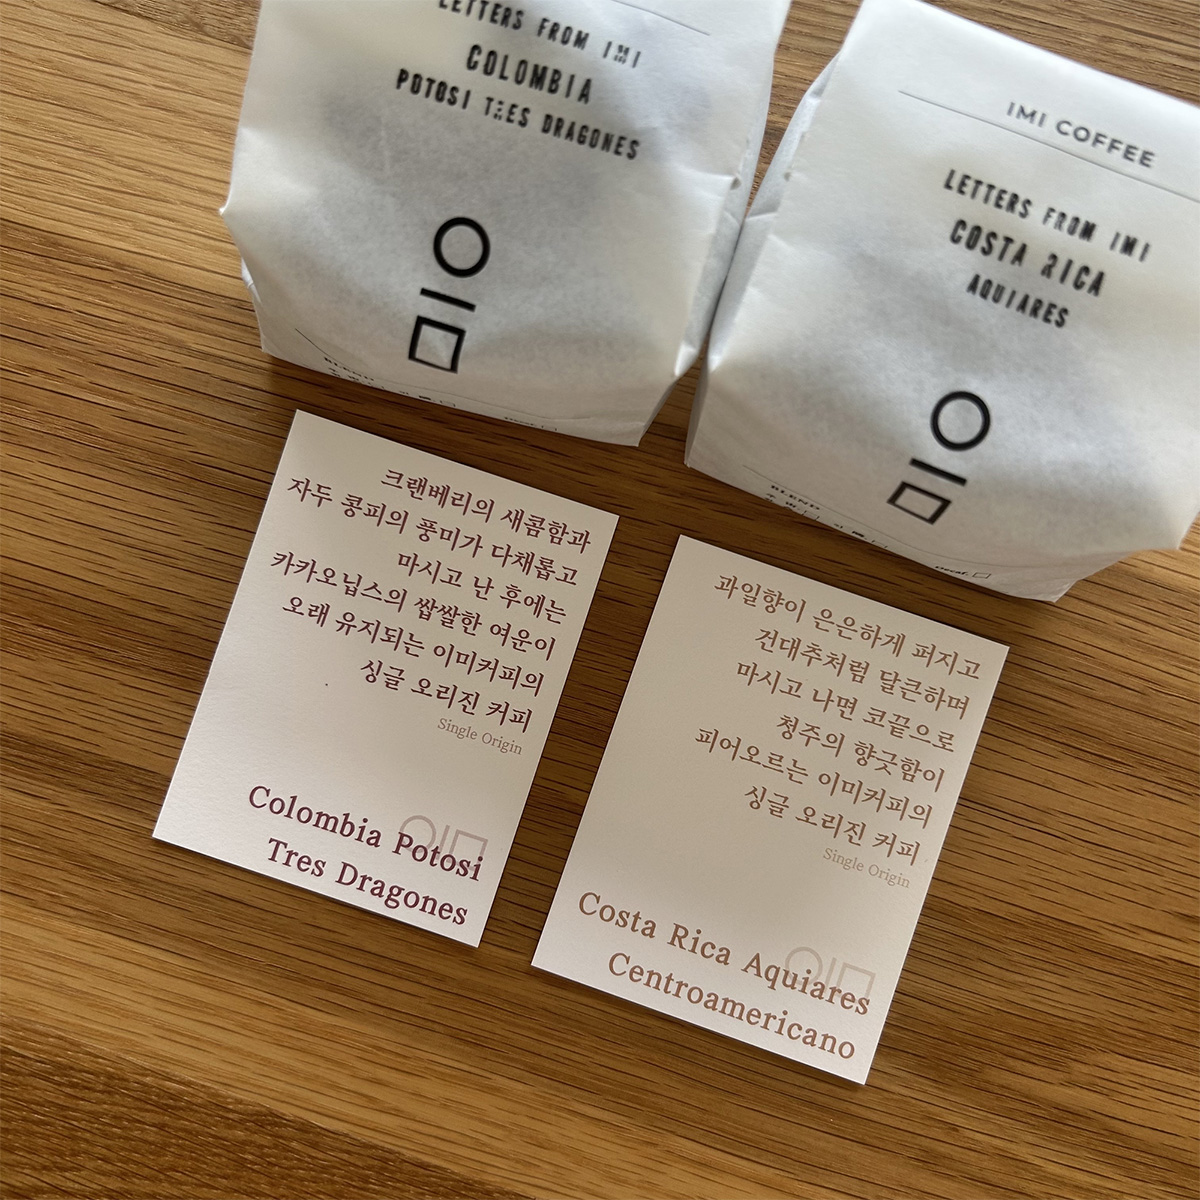 LETTERS FROM IMI
COLOMBIA
POTOSI TRES DRAGONES
BLEND
Decaf.
IMI COFFEE
LETTERS FROM IMI
COSTA RICA
AQUIARES
BLEND
Decaf.
크랜베리의 새콤함과
자두 콩피의 풍미가 다채롭고
마시고 난 후에는
카카오닙스의 쌉쌀한 여운이
오래 유지되는 이미커피의
싱글 오리진 커피
Single Origin
Colombia Potosi
Tres Dragones
과일향이 은은하게 퍼지고
건대추처럼 달큰하며
마시고 나면 코끝으로
청주의 향긋함이
피어오르는 이미커피의
싱글 오리진 커피
Single Origin
Costa Rica Aquiares
Centroamericano